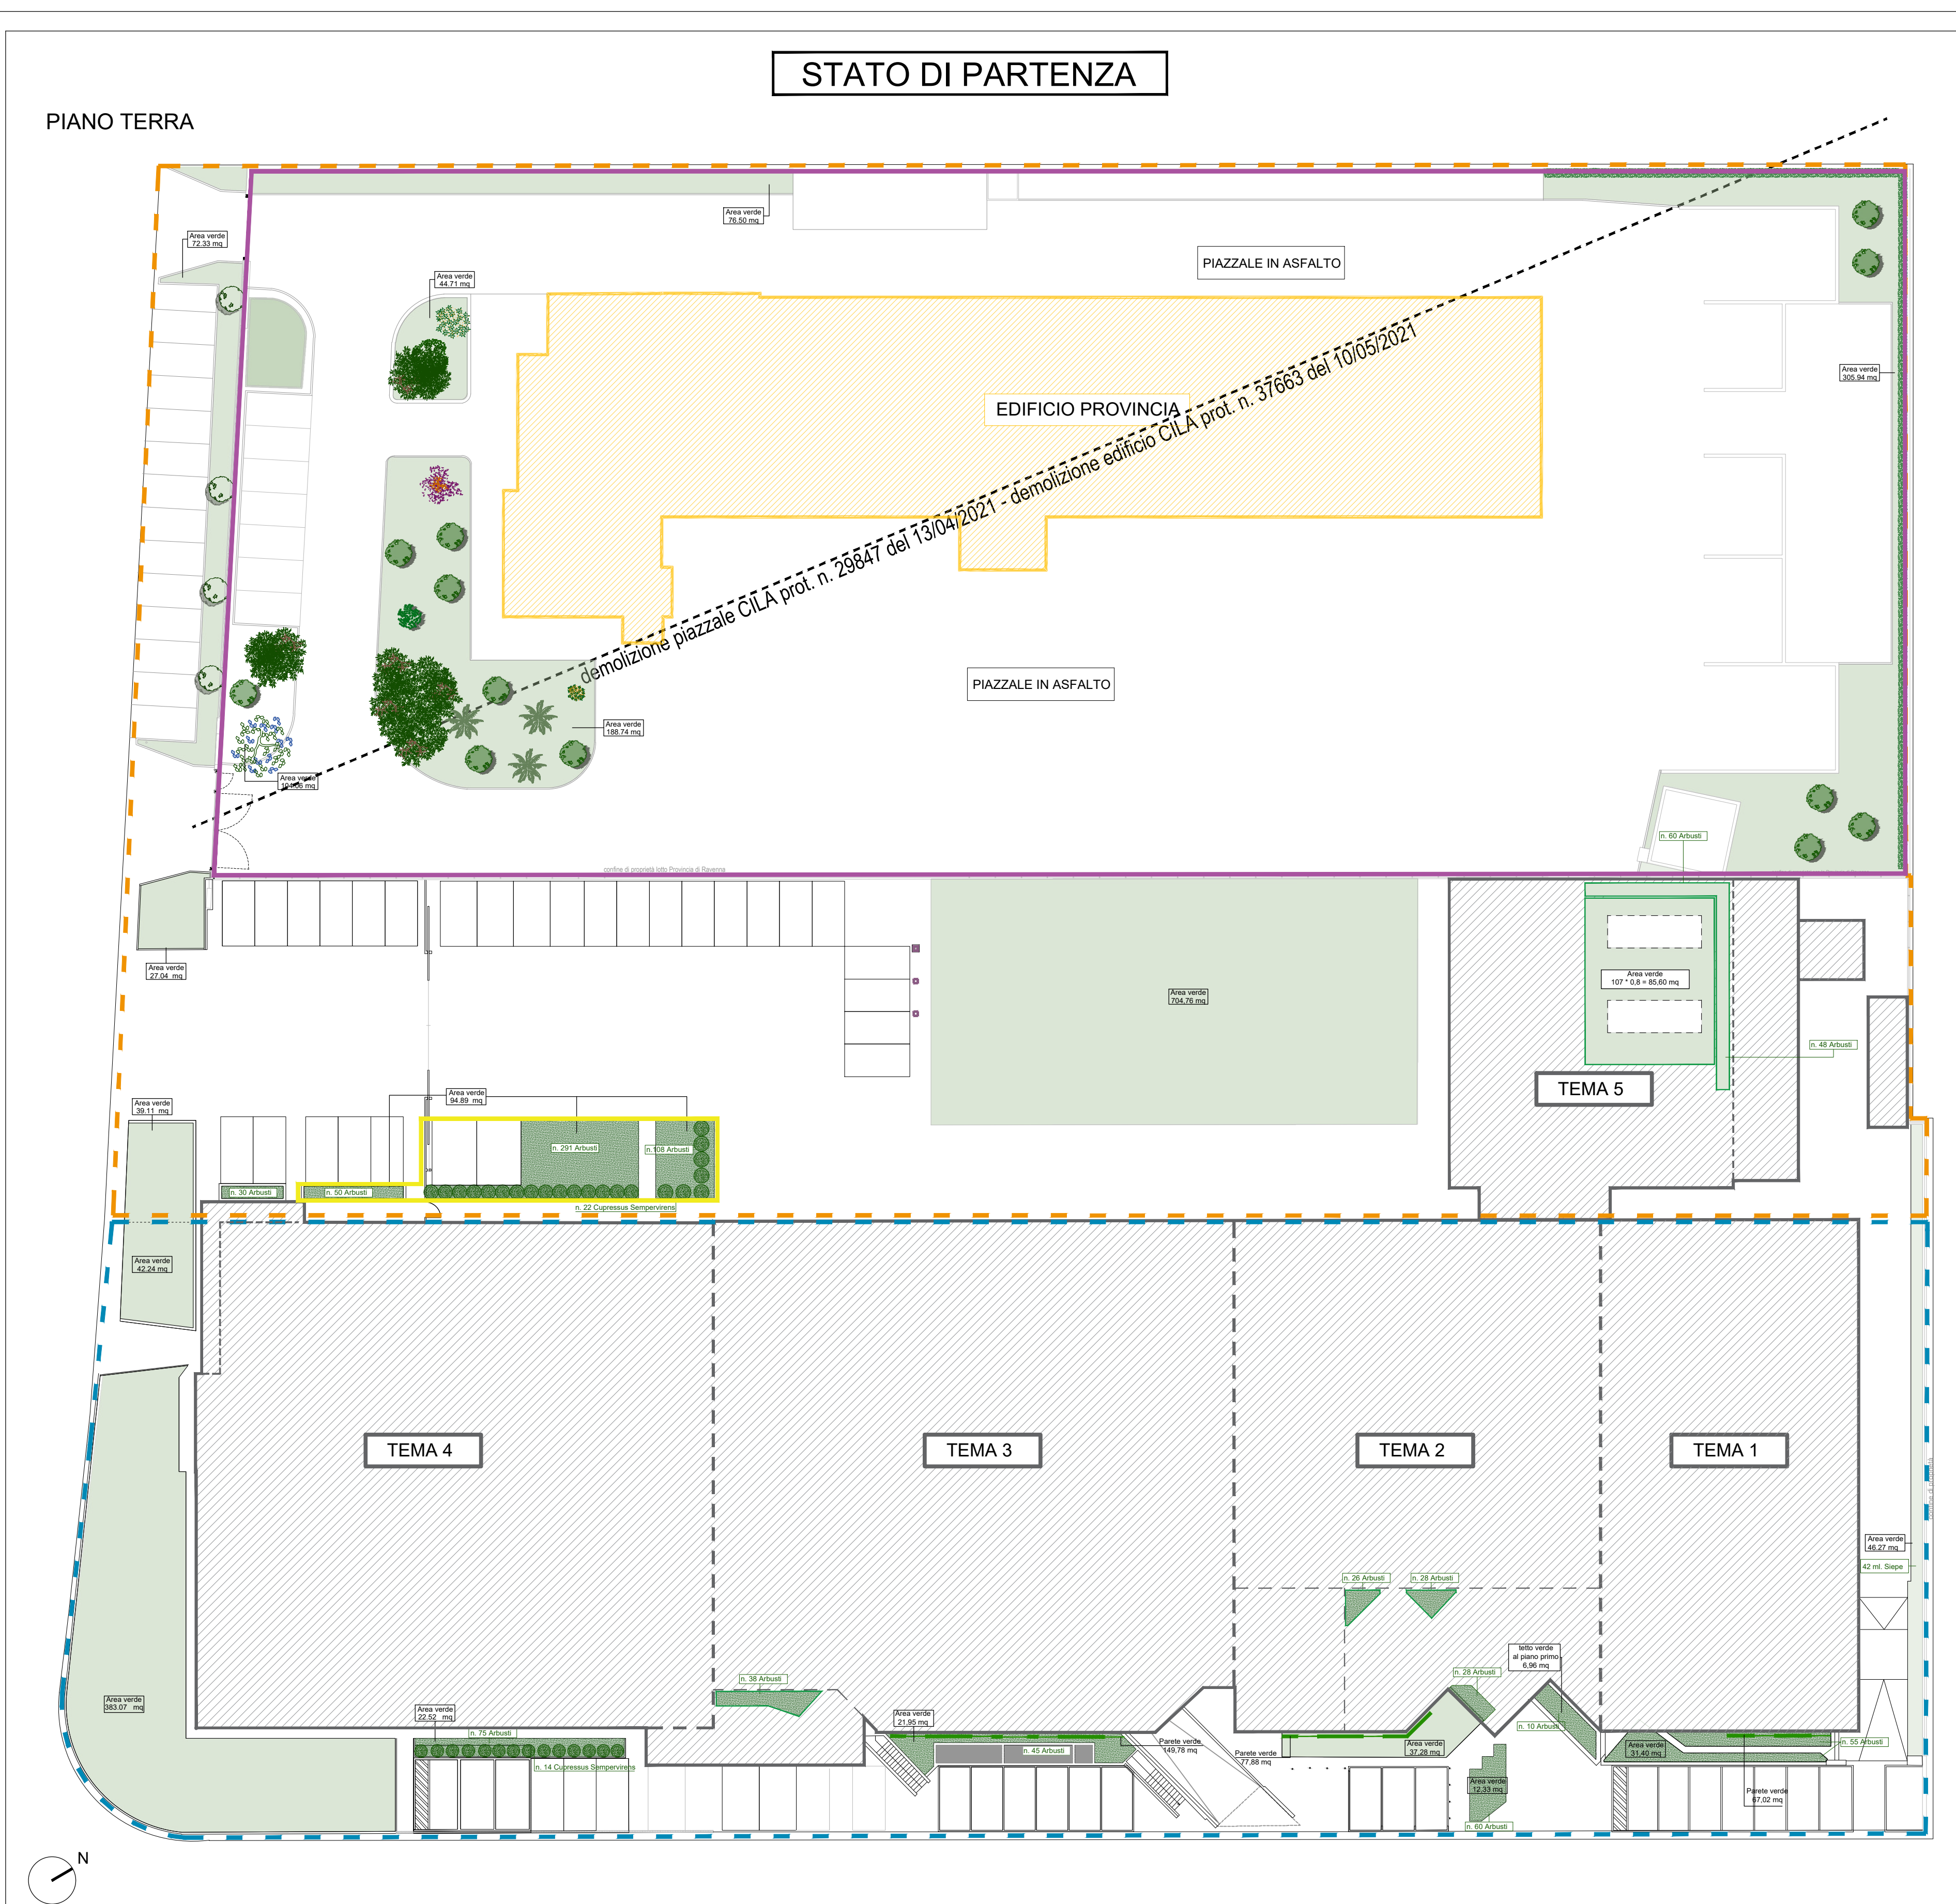 STATO DI PARTENZA
PIANO TERRA
Area verde
76.50 mq
Area verde
72.33 mq
PIAZZALE IN ASFALTO
Area verde
44.71 mq
Area verde
305.94 mq
EDIFICIO PROVINCIA
demolizione piazzale CILA prot. n. 29847 del 13/04/2021 - demolizione edificio CILA prot. n. 37663 del 10/05/2021
PIAZZALE IN ASFALTO
Area verde
188.74 mq
Area verde
n. 60 Arbusti
confine di proprietà lotto Provincia di Ravenna
Area verde
27.04 mq
Area verde
107 * 0,8 = 85,60 mq
Area verde
704,76 mq
n. 48 Arbusti
TEMA 5
Area verde
94.89 mq
Area verde
39.11 mq
n. 291 Arbusti
n.108 Arbusti
n. 30 Arbusti
n. 50 Arbusti
n. 22 Cupressus Sempervirens
Area verde
42.24 mq
TEMA 4
TEMA 3
TEMA 2
TEMA 1
Area verde
46.27 mq
42 ml. Siepe
n. 26 Arbusti
n. 28 Arbusti
tetto verde
al piano primo
6,96 mq
n. 28 Arbusti
n. 38 Arbusti
Area verde
383.07 mq
Area verde
22.52 mq
n. 75 Arbusti
Area verde
21.95 mq
n. 10 Arbusti
n. 45 Arbusti
Parete verde
149,78 mq
Parete verde
77,88 mq
Area verde
37.28 mq
Area verde
31,40 mq
n. 55 Arbusti
n. 14 Cupressus Sempervirens
Area verde
12.33 mq
Parete verde
67,02 mq
n. 60 Arbusti
N